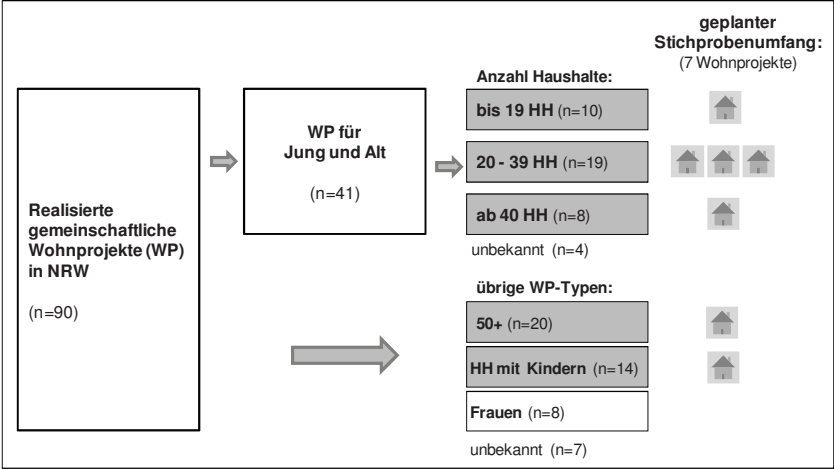 geplanter
Stichprobenumfang:
(7 Wohnprojekte)
Anzahl Haushalte:
bis 19 HH (n=10)
WP für
Jung und Alt
(n=41)
20 - 39 HH (n=19)
ab 40 HH (n=8)
unbekannt (n=4)
Realisierte
gemeinschaftliche
Wohnprojekte (WP)
in NRW
(n=90)
übrige WP-Typen:
50+ (n=20)
HH mit Kindern (n=14)
Frauen (n=8)
unbekannt (n=7)